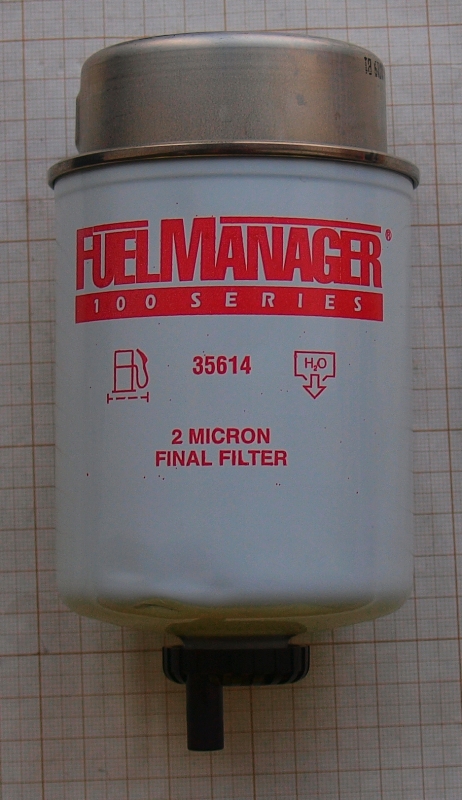 FUELMANAGER®
100 SERIES
35614
H₂O
2 MICRON
FINAL FILTER